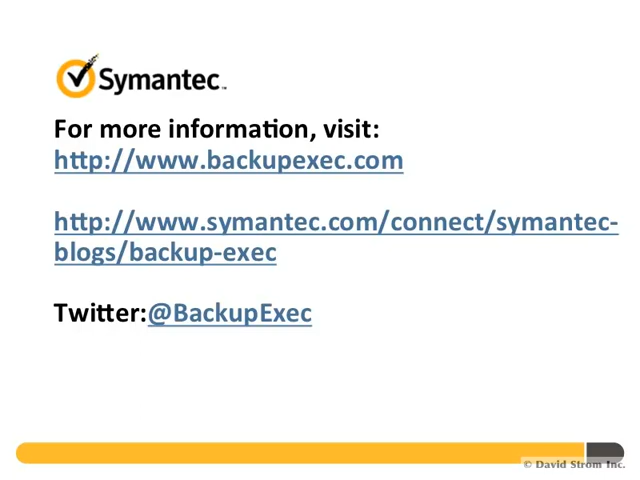 Symantec™
For more information, visit:
http://www.backupexec.com
http://www.symantec.com/connect/symantec-
blogs/backup-exec
Twitter:@BackupExec
© David Strom Inc.